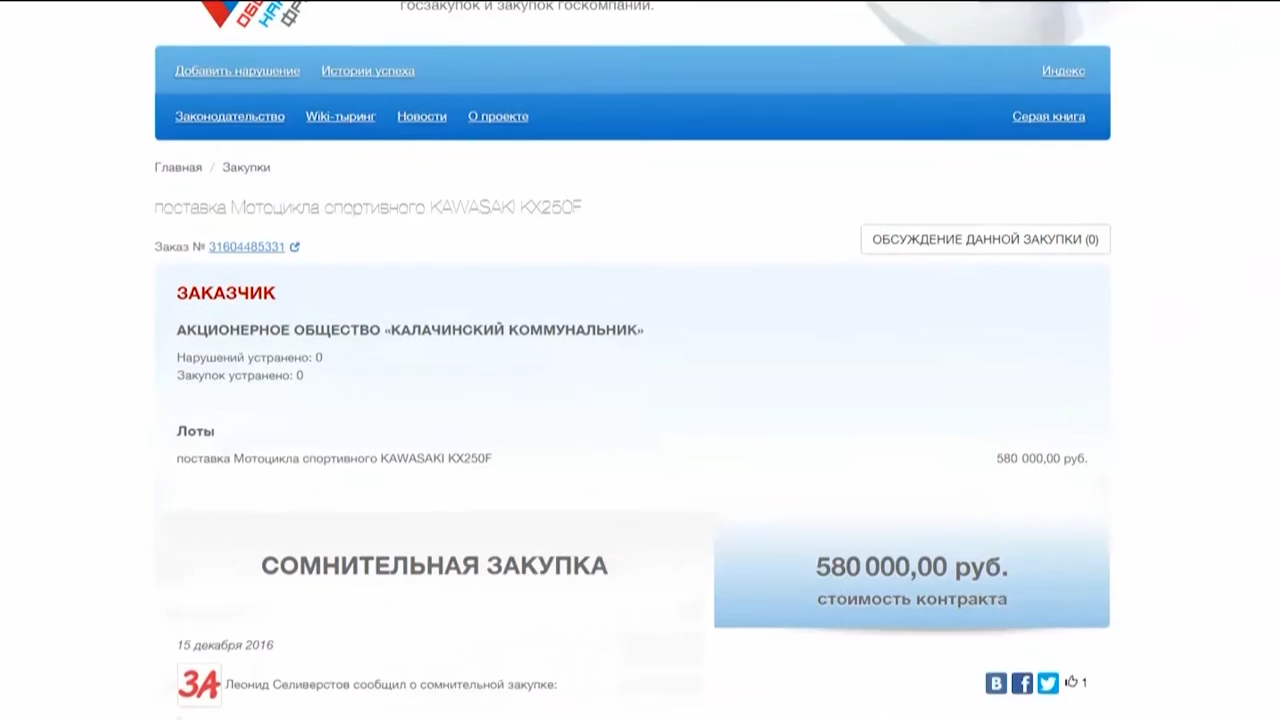 госзакупок и закупок госкомпаний.
Добавить нарушение Истории успеха Индекс
Законодательство Wiki-тыринг Новости О проекте Серая книга
Главная / Закупки
поставка Мотоцикла спортивного KAWASAKI KX250F
Заказ № 31604485331
ОБСУЖДЕНИЕ ДАННОЙ ЗАКУПКИ (0)
ЗАКАЗЧИК
АКЦИОНЕРНОЕ ОБЩЕСТВО «КАЛАЧИНСКИЙ КОММУНАЛЬНИК»
Нарушений устранено: 0
Закупок устранено: 0
Лоты
поставка Мотоцикла спортивного KAWASAKI KX250F 580 000,00 руб.
СОМНИТЕЛЬНАЯ ЗАКУПКА
580 000,00 руб.
стоимость контракта
15 декабря 2016
ЗА Леонид Селиверстов сообщил о сомнительной закупке:
1